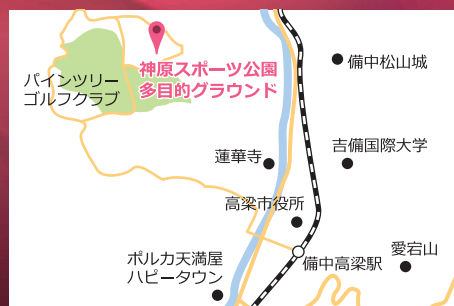 神原スポーツ公園
多目的グラウンド
備中松山城
パインツリー
ゴルフクラブ
吉備国際大学
蓮華寺
高梁市役所
愛宕山
ポルカ天満屋
ハピータウン
備中高梁駅